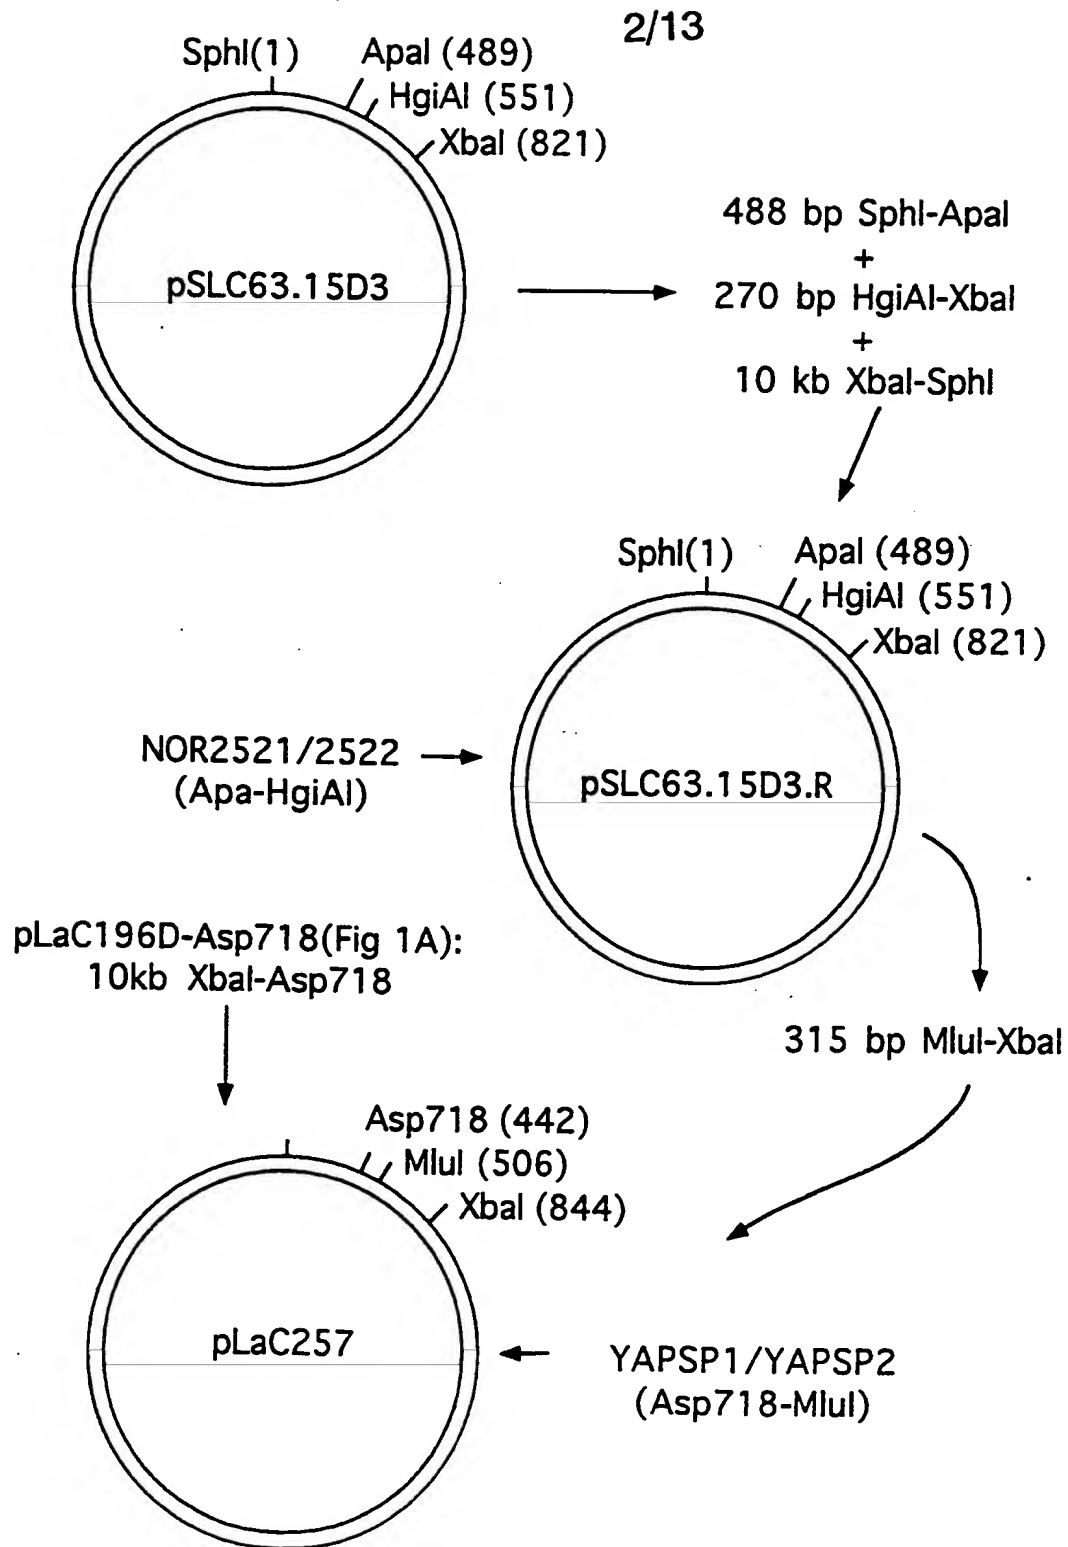 2/13
SphI(1)
ApaI (489)
HgiAI (551)
XbaI (821)
pSLC63.15D3
488 bp SphI-ApaI
+
270 bp HgiAI-XbaI
+
10 kb XbaI-SphI
SphI(1)
ApaI (489)
HgiAI (551)
XbaI (821)
NOR2521/2522
(Apa-HgiAI)
pSLC63.15D3.R
pLaC196D-Asp718(Fig 1A):
10kb XbaI-Asp718
315 bp MluI-XbaI
Asp718 (442)
MluI (506)
XbaI (844)
pLaC257
YAPSP1/YAPSP2
(Asp718-MluI)